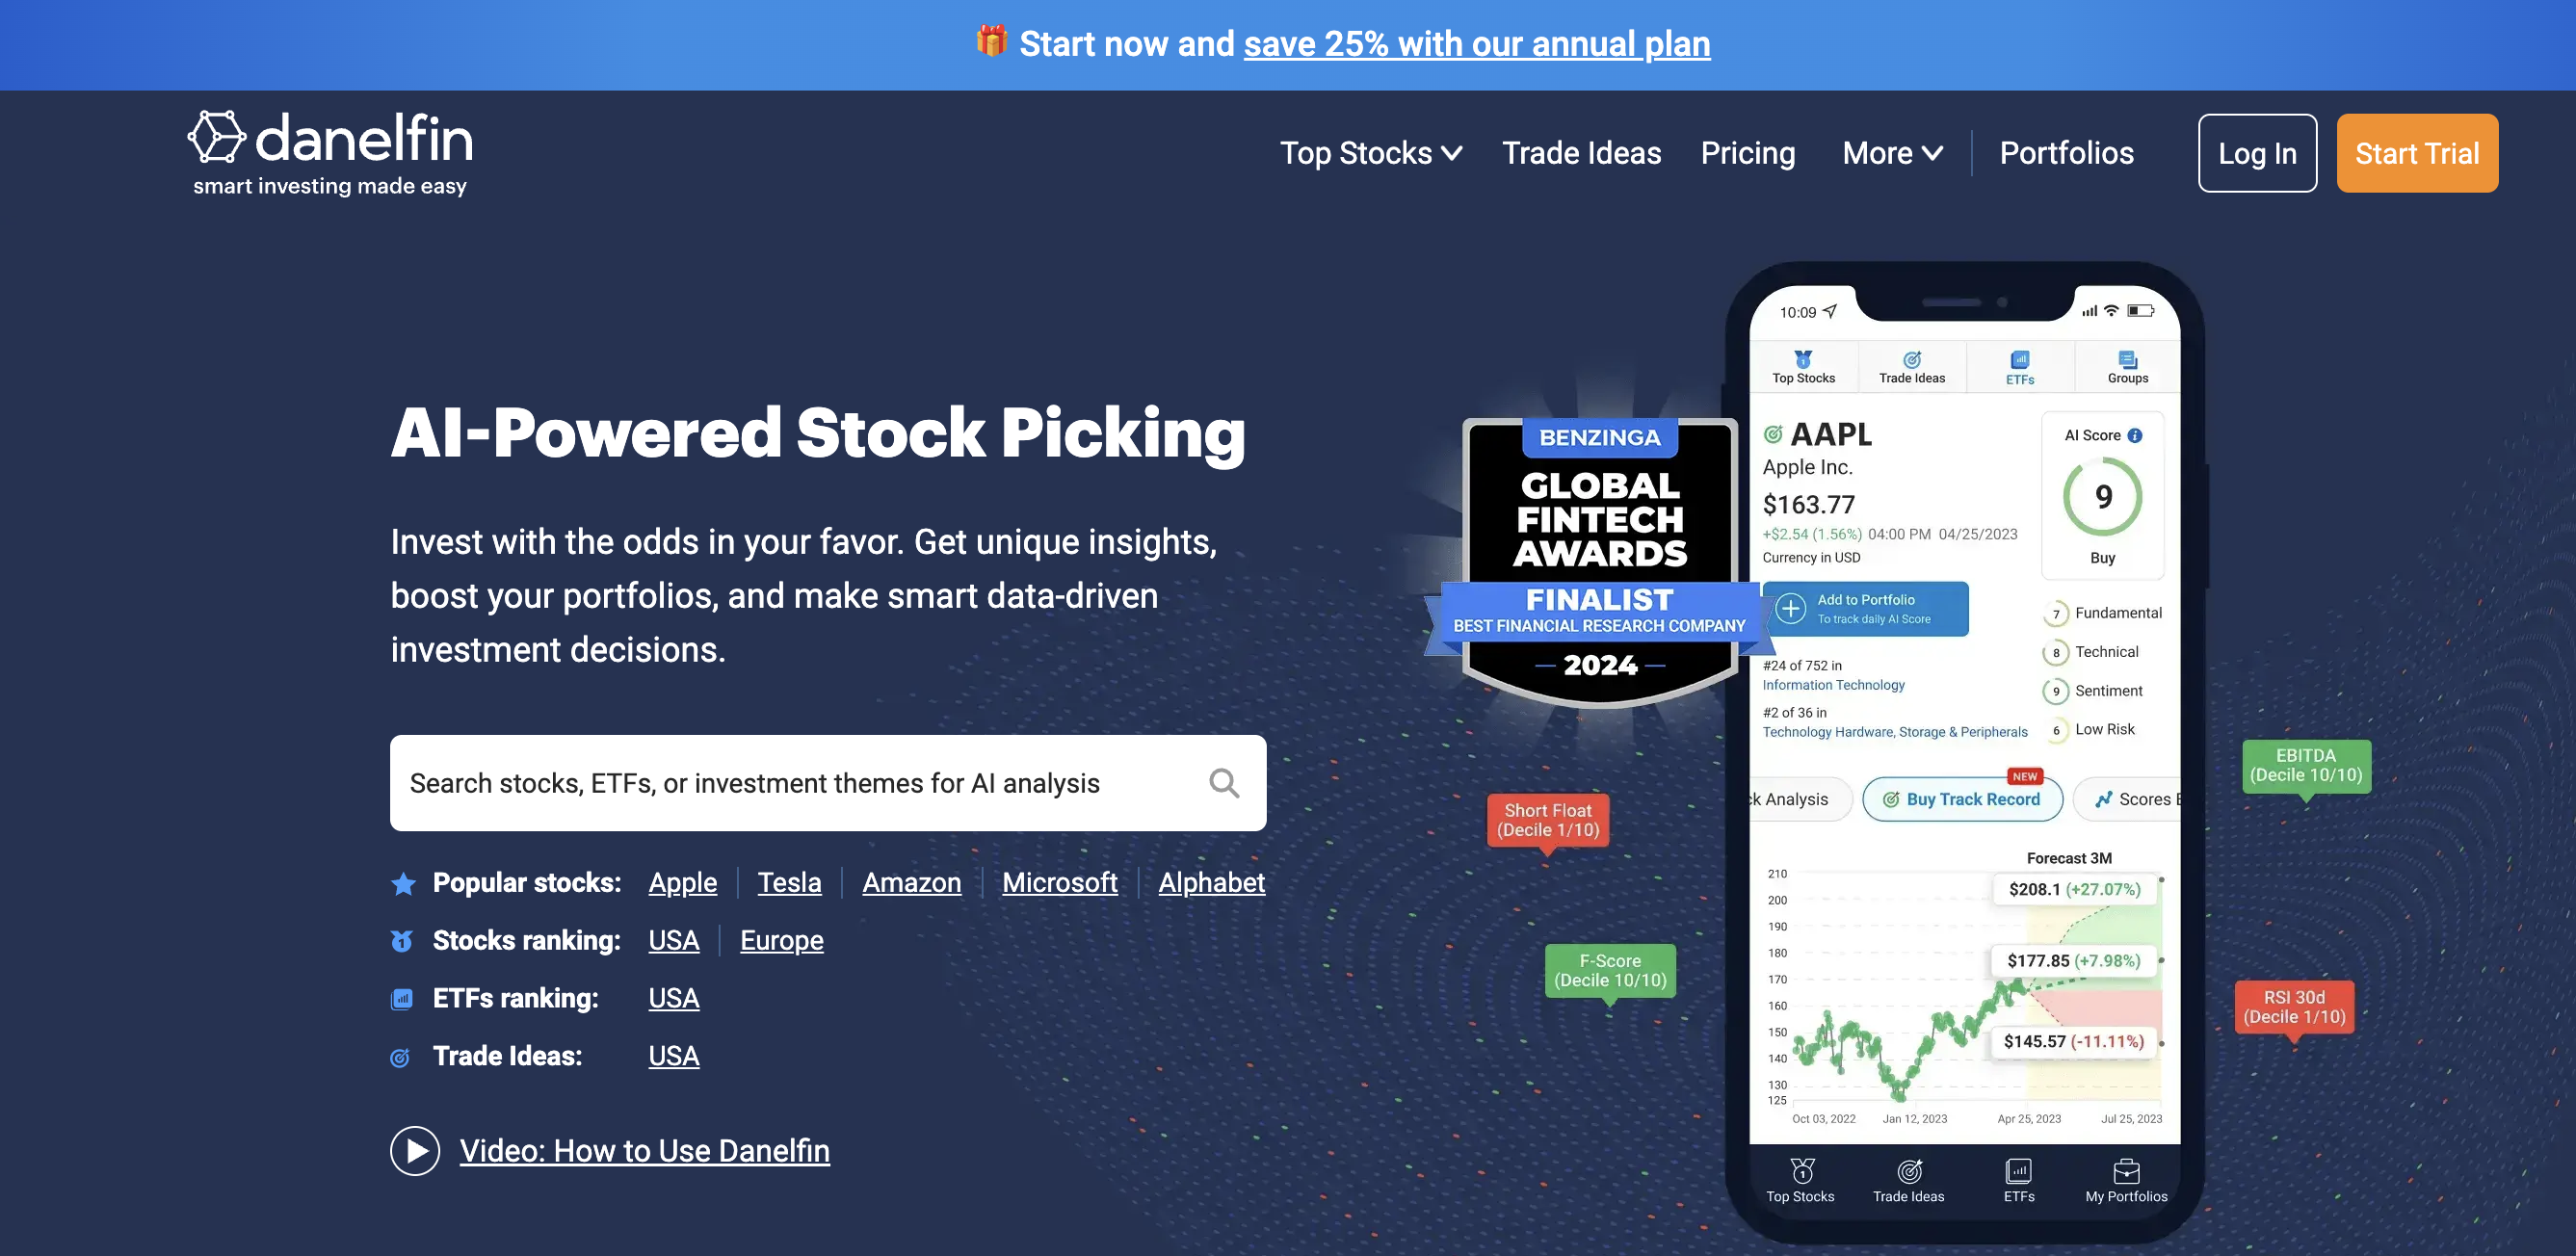 Start now and save 25% with our annual plan
danelfin
smart investing made easy
Top Stocks
Trade Ideas
Pricing
More
Portfolios
Log In
Start Trial
AI-Powered Stock Picking
Invest with the odds in your favor. Get unique insights,
boost your portfolios, and make smart data-driven
investment decisions.
Search stocks, ETFs, or investment themes for AI analysis
Popular stocks: Apple Tesla Amazon Microsoft Alphabet
Stocks ranking: USA Europe
ETFs ranking: USA
Trade Ideas: USA
Video: How to Use Danelfin
BENZINGA
GLOBAL
FINTECH
AWARDS
FINALIST
BEST FINANCIAL RESEARCH COMPANY
2024
Short Float
(Decile 1/10)
F-Score
(Decile 10/10)
10:09
Top Stocks
Trade Ideas
ETFs
Groups
AAPL
Apple Inc.
$163.77
+$2.54 (1.56%) 04:00 PM 04/25/2023
Currency in USD
AI Score
9
Buy
Add to Portfolio
To track daily AI Score
#24 of 752 in
Information Technology
#2 of 36 in
Technology Hardware, Storage & Peripherals
7 Fundamental
8 Technical
9 Sentiment
6 Low Risk
ck Analysis
NEW
Buy Track Record
Scores E
Forecast 3M
210
200
190
180
170
160
150
140
130
125
$208.1 (+27.07%)
$177.85 (+7.98%)
$145.57 (-11.11%)
Oct 03, 2022
Jan 12, 2023
Apr 25, 2023
Jul 25, 2023
Top Stocks
Trade Ideas
ETFs
My Portfolios
EBITDA
(Decile 10/10)
RSI 30d
(Decile 1/10)